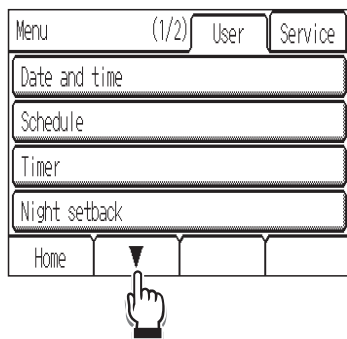 Menu (1/2) User Service
Date and time
Schedule
Timer
Night setback
Home ▼